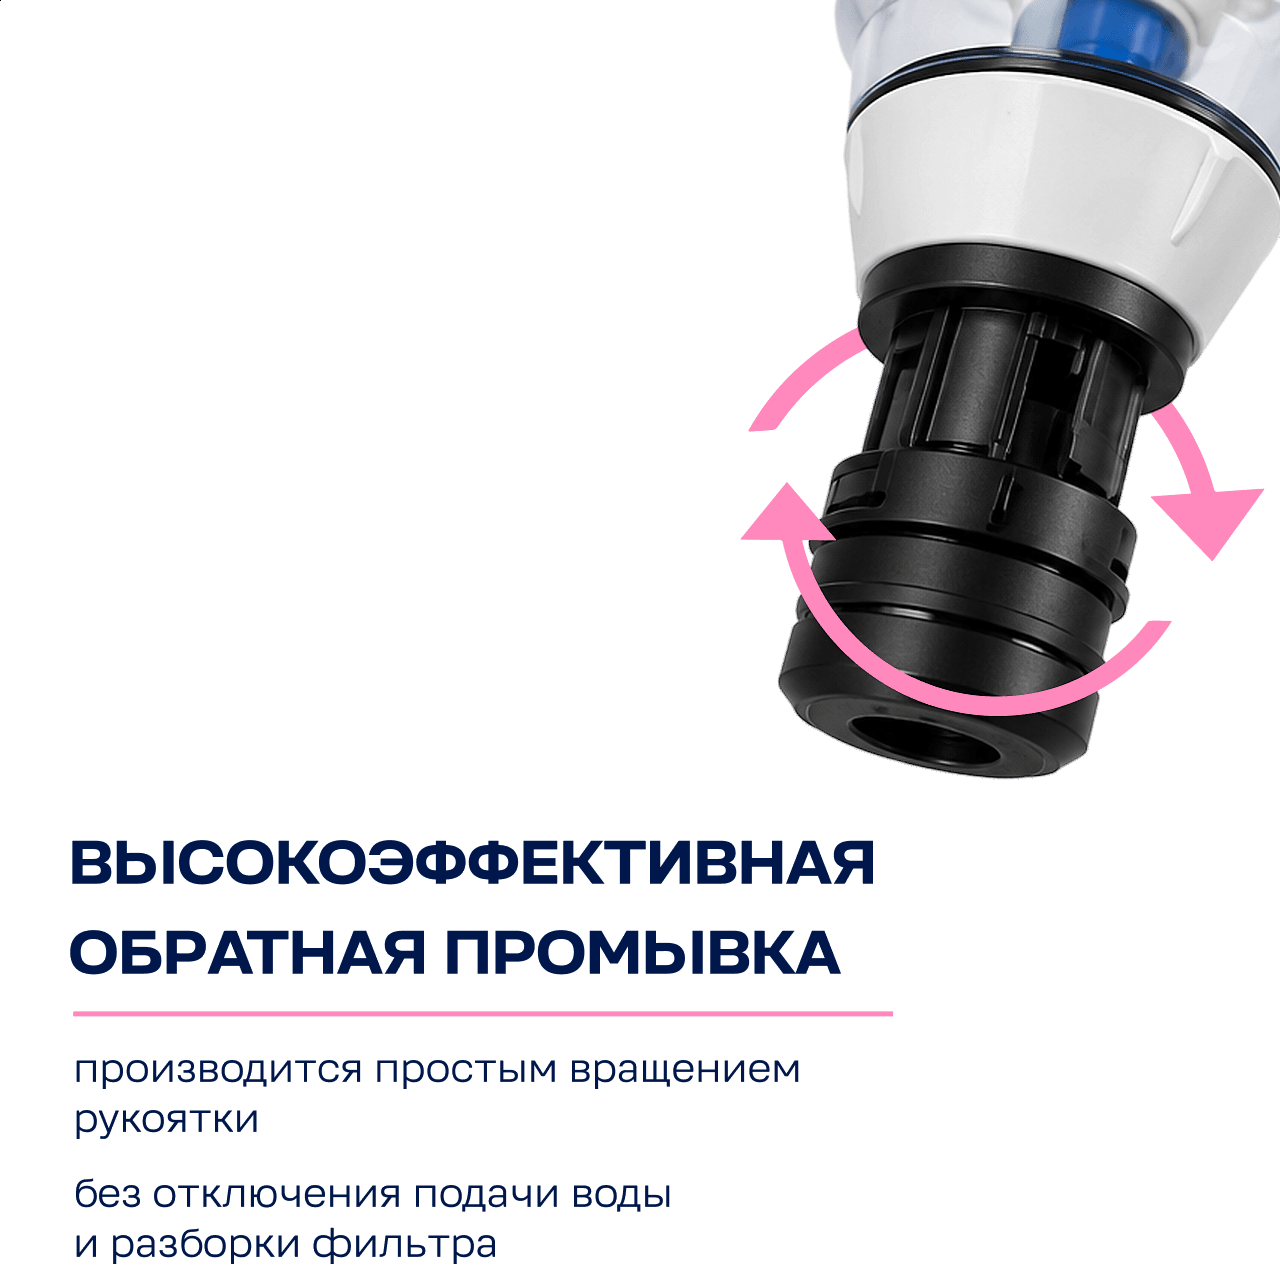 ВЫСОКОЭФФЕКТИВНАЯ
ОБРАТНАЯ ПРОМЫВКА
производится простым вращением
рукоятки
без отключения подачи воды
и разборки фильтра